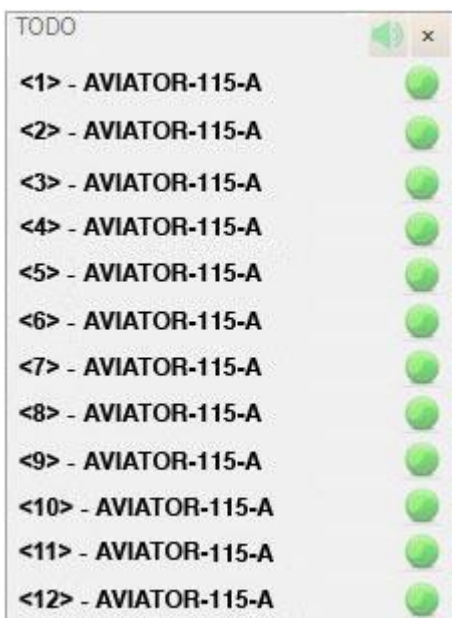 TODO
<1> - AVIATOR-115-A
<2> - AVIATOR-115-A
<3> - AVIATOR-115-A
<4> - AVIATOR-115-A
<5> - AVIATOR-115-A
<6> - AVIATOR-115-A
<7> - AVIATOR-115-A
<8> - AVIATOR-115-A
<9> - AVIATOR-115-A
<10> - AVIATOR-115-A
<11> - AVIATOR-115-A
<12> - AVIATOR-115-A